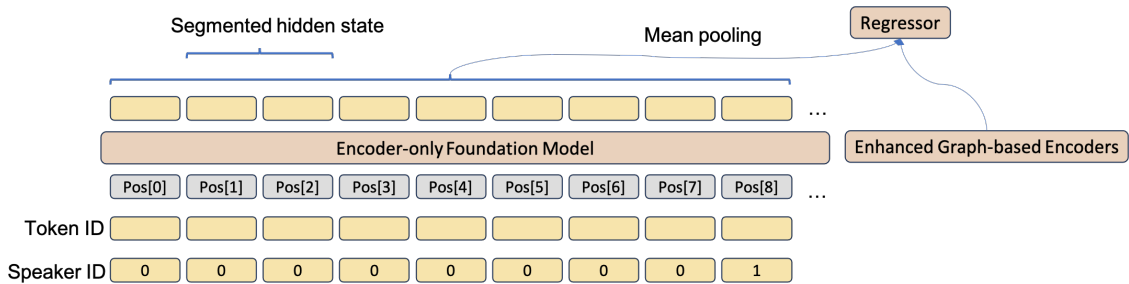 Segmented hidden state
Mean pooling
Regressor
...
Encoder-only Foundation Model
Enhanced Graph-based Encoders
Pos[0] Pos[1] Pos[2] Pos[3] Pos[4] Pos[5] Pos[6] Pos[7] Pos[8] ...
Token ID
Speaker ID 0 0 0 0 0 0 0 0 1